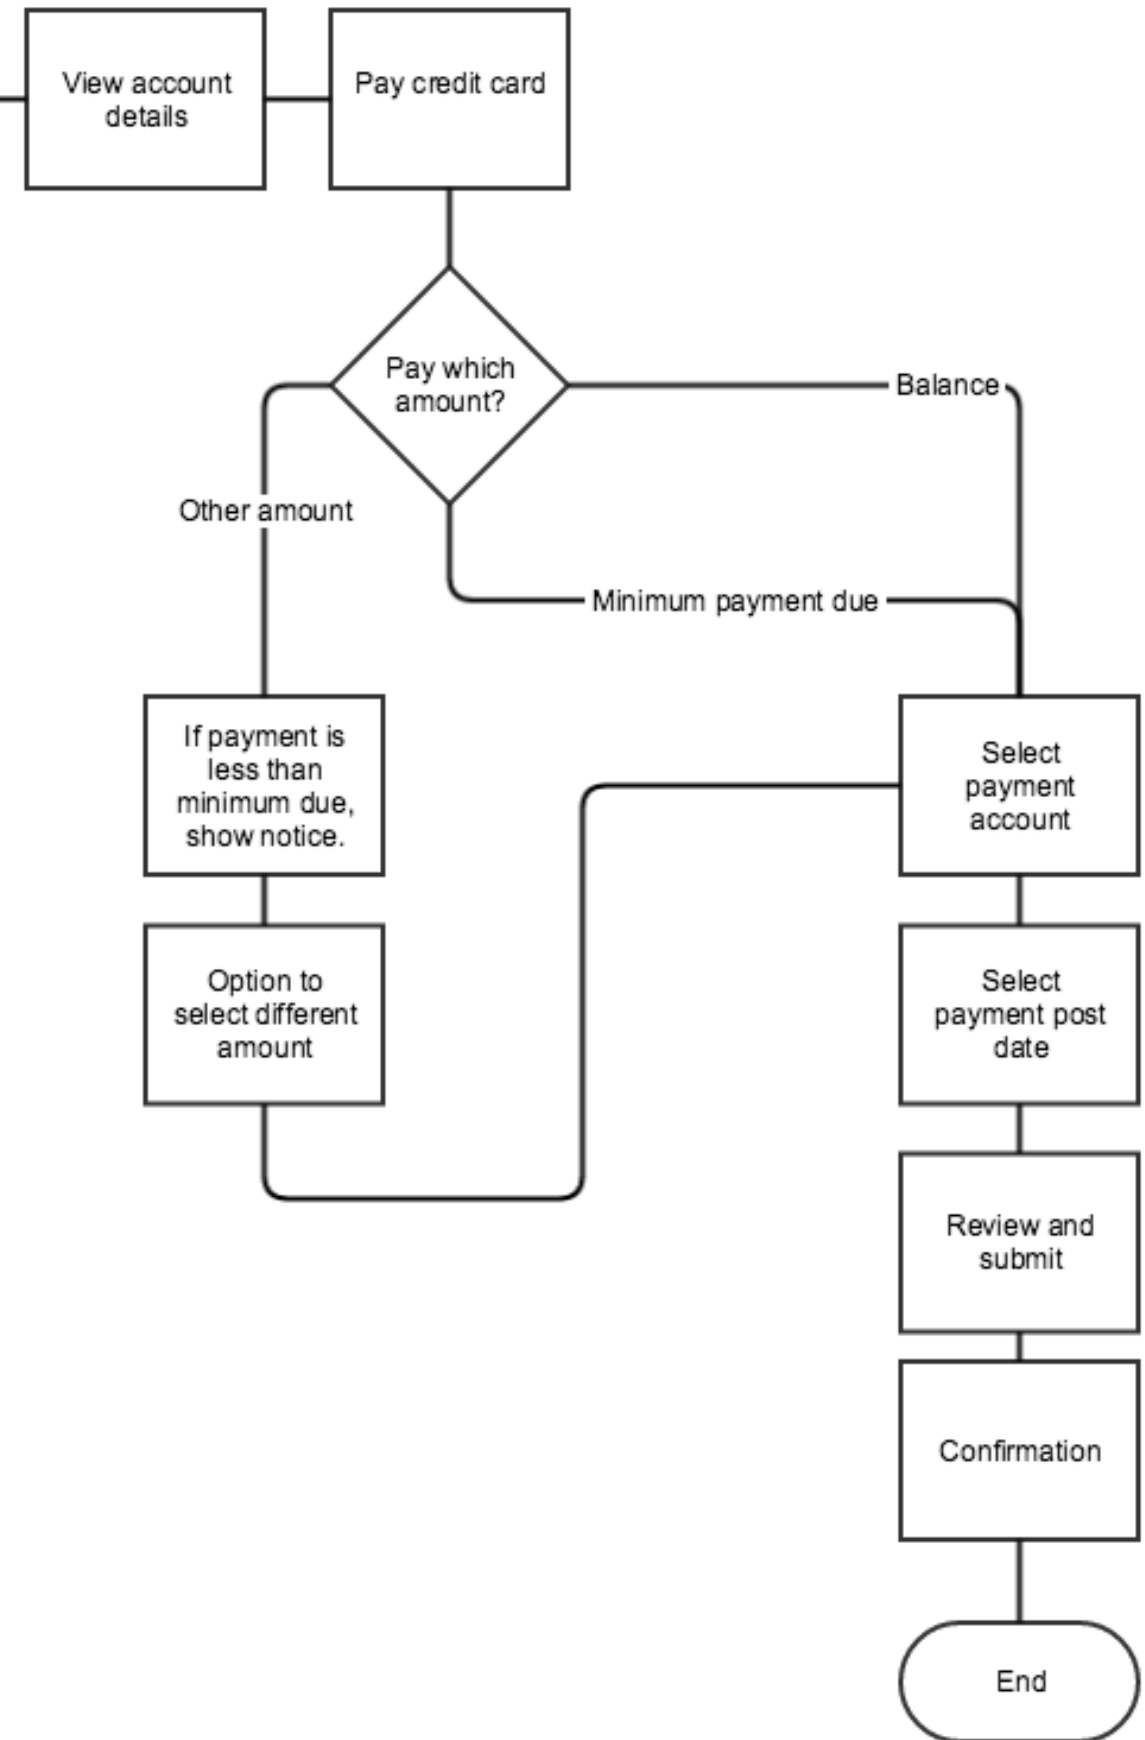 View account
details
Pay credit card
Pay which
amount?
Balance
Other amount
Minimum payment due
If payment is
less than
minimum due,
show notice.
Select
payment
account
Option to
select different
amount
Select
payment post
date
Review and
submit
Confirmation
End